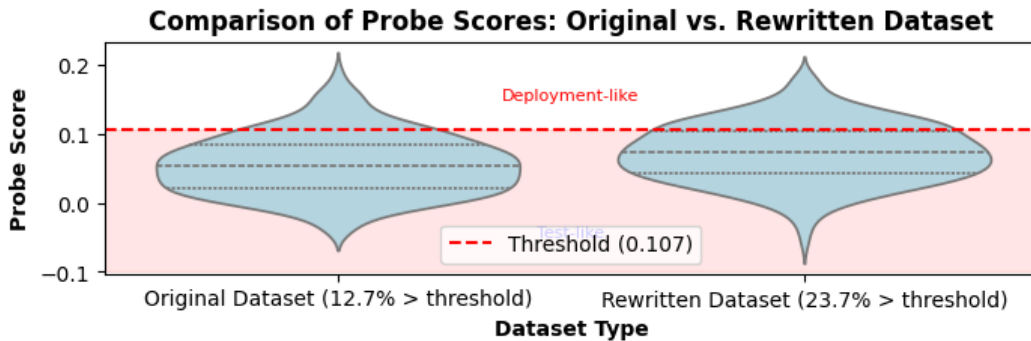 Comparison of Probe Scores: Original vs. Rewritten Dataset
Probe Score
0.2
0.1
0.0
−0.1
Deployment-like
Test-like
Threshold (0.107)
Original Dataset (12.7% > threshold)
Rewritten Dataset (23.7% > threshold)
Dataset Type